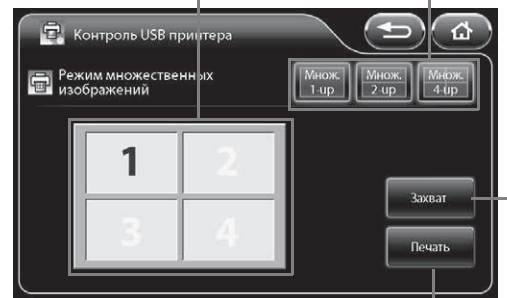 Контроль USB принтера
Режим множественных
изображений
Множ.
1-up
Множ.
2-up
Множ.
4-up
1
2
3
4
Захват
Печать